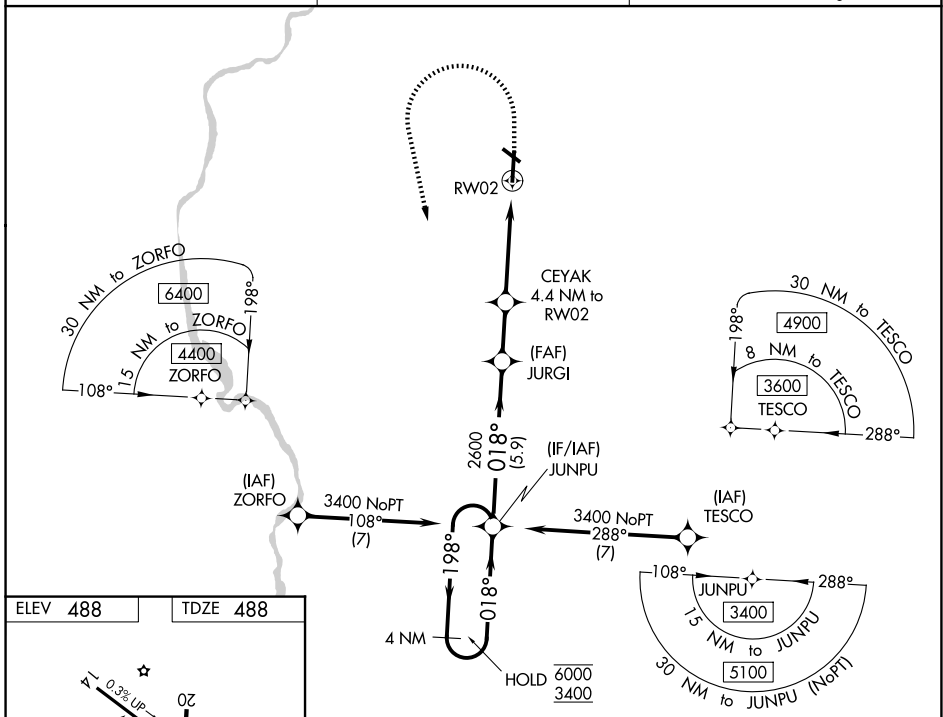 RW02
CEYAK
4.4 NM to
RW02
(FAF)
JURGI
2600
018°
(5.9)
(IF/IAF)
JUNPU
30 NM to ZORFO
6400
198°
15 NM to ZORFO
4400
ZORFO
108°
30 NM to TESCO
4900
198°
8 NM to TESCO
3600
TESCO
288°
(IAF)
ZORFO
3400 NoPT
108°
(7)
(IAF)
TESCO
3400 NoPT
288°
(7)
198°
018°
4 NM
HOLD 6000
3400
108°
JUNPU
288°
3400
15 NM to JUNPU
5100
30 NM to JUNPU (NoPT)
ELEV 488
TDZE 488
14
0.3% UP
20